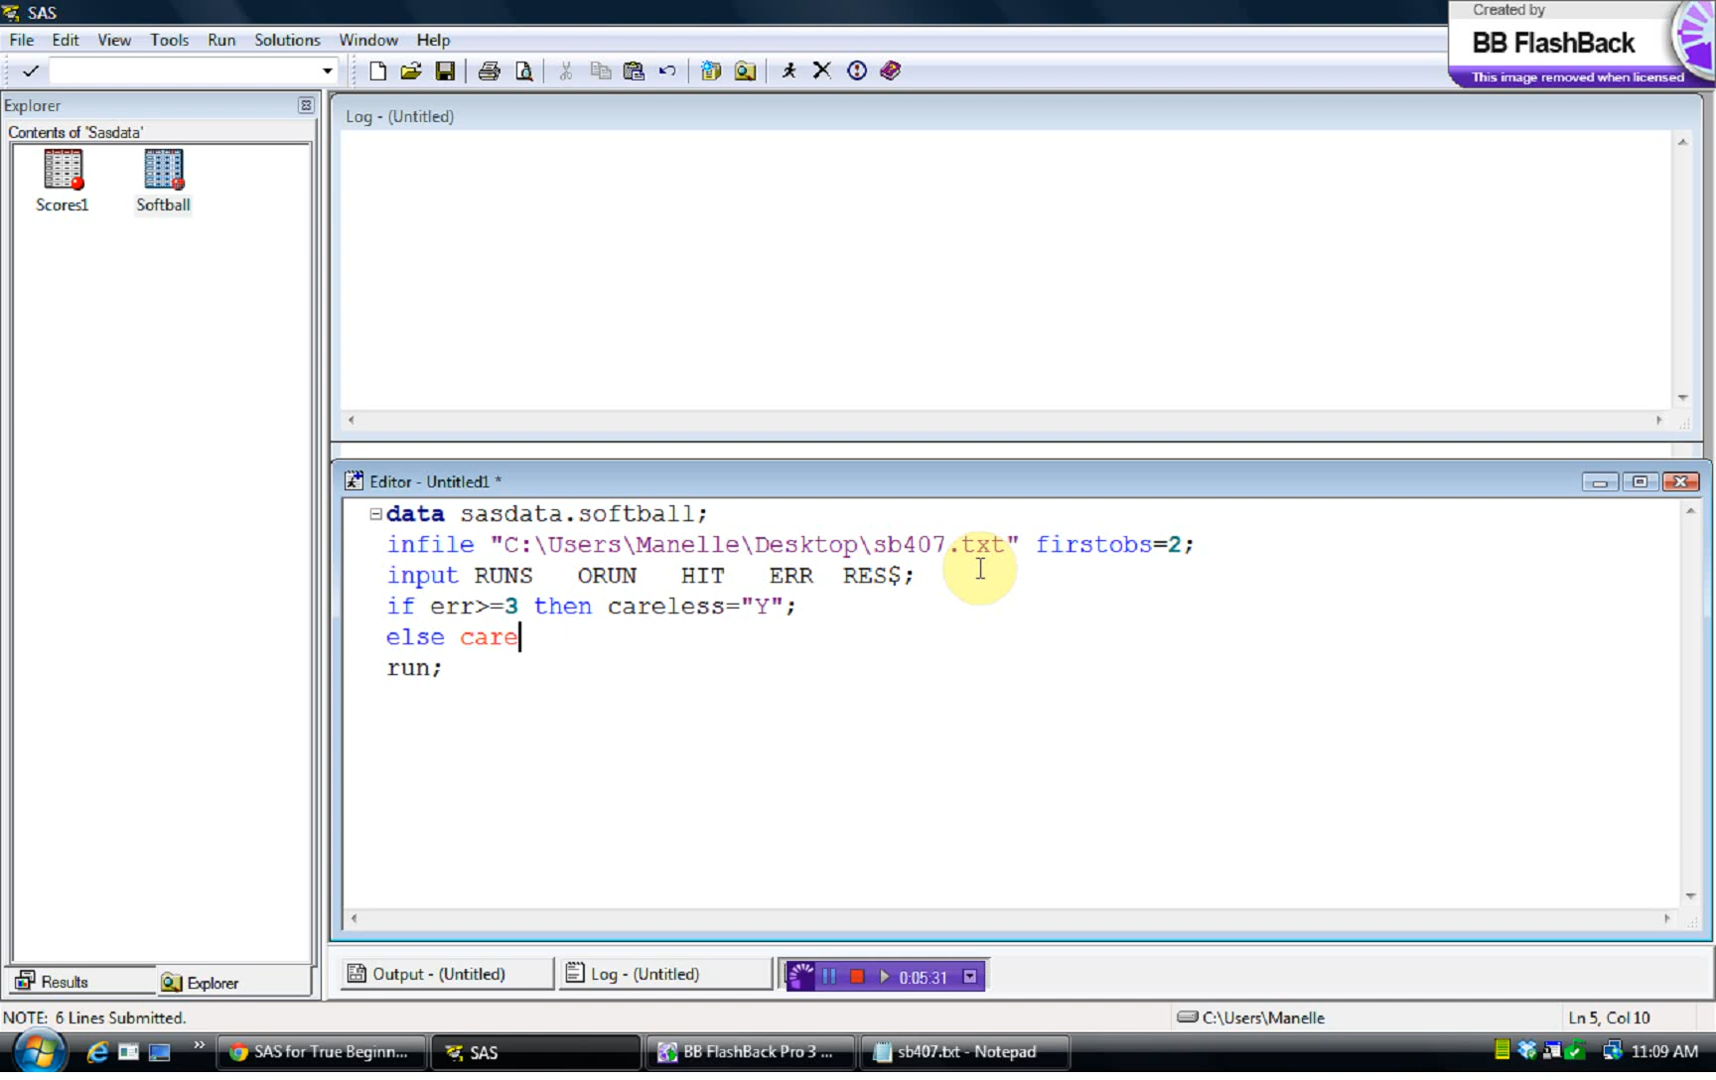 SAS
Created by
BB FlashBack
This image removed when licensed
File Edit View Tools Run Solutions Window Help
Explorer
Contents of 'Sasdata'
Scores1 Softball
Log - (Untitled)
Editor - Untitled1 *
data sasdata.softball;
infile "C:\Users\Manelle\Desktop\sb407.txt" firstobs=2;
input RUNS ORUN HIT ERR RES$;
if err>=3 then careless="Y";
else care
run;
Results Explorer
Output - (Untitled) Log - (Untitled) 0:05:31
NOTE: 6 Lines Submitted. C:\Users\Manelle Ln 5, Col 10
SAS for True Beginn... SAS BB FlashBack Pro 3 ... sb407.txt - Notepad 11:09 AM